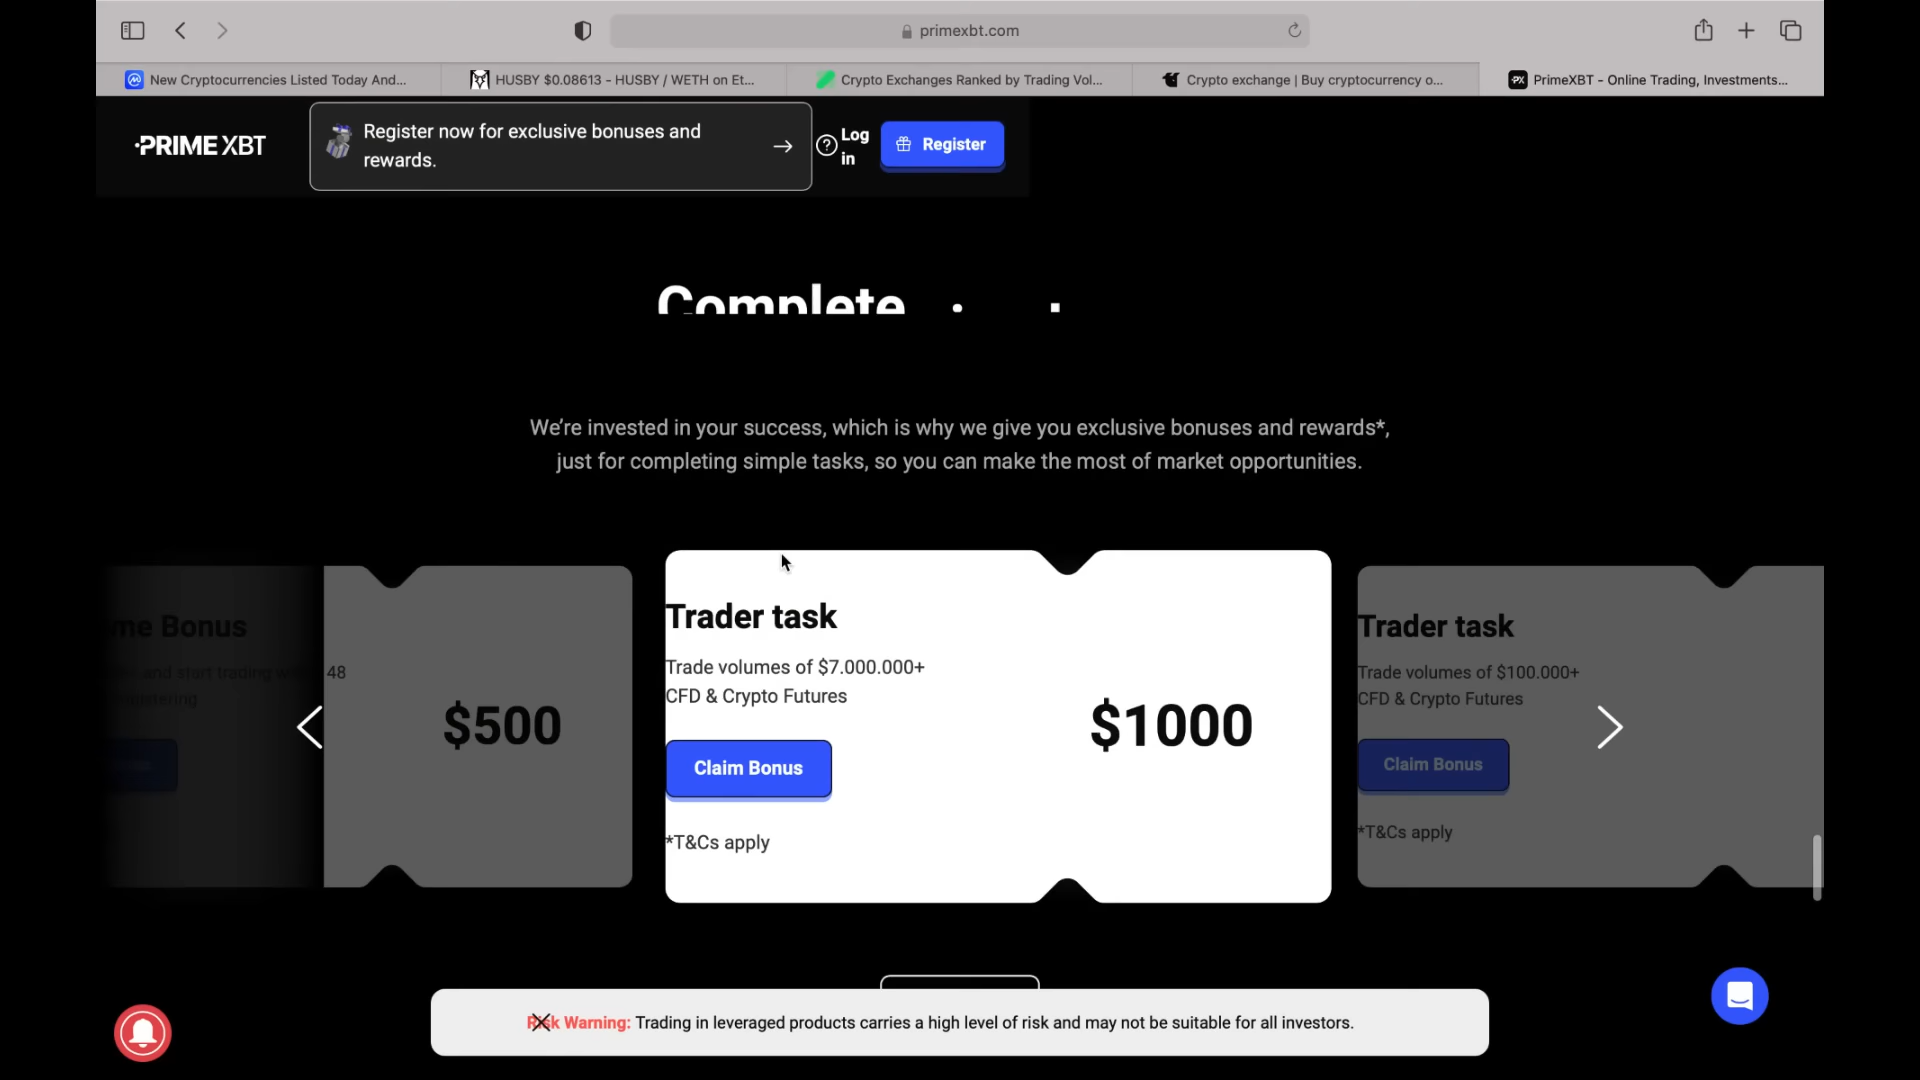 primexbt.com
New Cryptocurrencies Listed Today And...
HUSBY $0.08613 - HUSBY / WETH on Et...
Crypto Exchanges Ranked by Trading Vol...
Crypto exchange | Buy cryptocurrency o...
PX
PrimeXBT - Online Trading, Investments...
PRIME XBT
Register now for exclusive bonuses and
rewards.
Log
in
Register
Complete
We're invested in your success, which is why we give you exclusive bonuses and rewards*,
just for completing simple tasks, so you can make the most of market opportunities.
me Bonus
and start trading 48
$500
Trader task
Trade volumes of $7.000.000+
CFD & Crypto Futures
Claim Bonus
*T&Cs apply
$1000
Trader task
Trade volumes of $100.000+
CFD & Crypto Futures
Claim Bonus
*T&Cs apply
Risk Warning: Trading in leveraged products carries a high level of risk and may not be suitable for all investors.